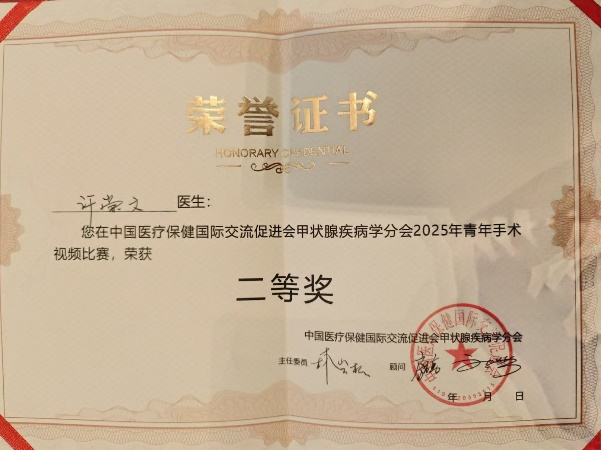 荣誉证书
HONORARY CREDENTIAL
许崇文 医生：
您在中国医疗保健国际交流促进会甲状腺疾病学分会2025年青年手术
视频比赛，荣获
二等奖
中国医疗保健国际交流促进会甲状腺疾病学分会
主任委员 顾问
年 月 日